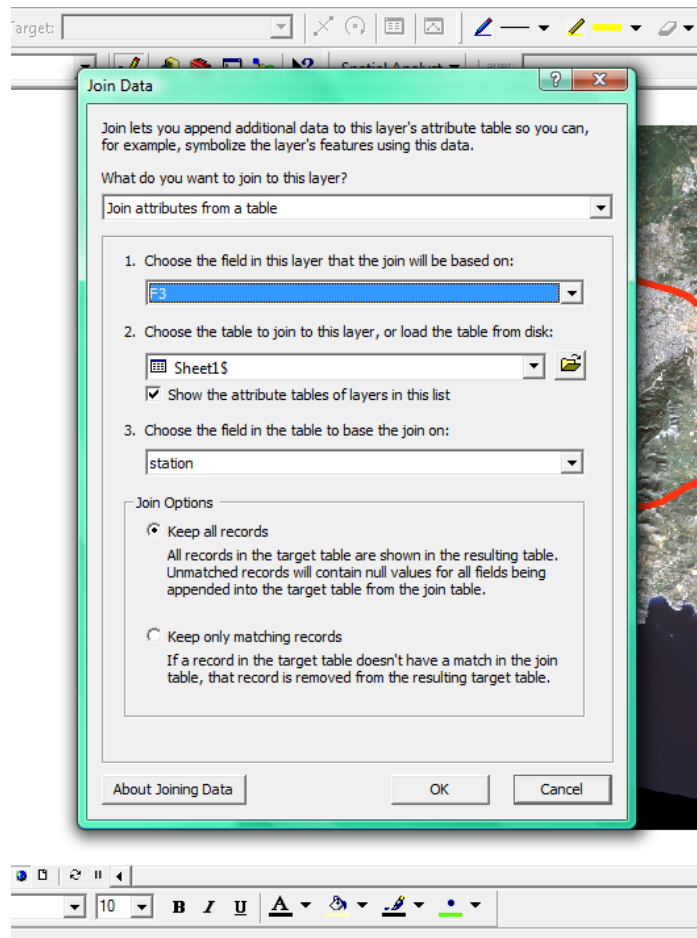 Target:
Spatial Analyst
Layer:
Join Data
Join lets you append additional data to this layer's attribute table so you can,
for example, symbolize the layer's features using this data.
What do you want to join to this layer?
Join attributes from a table
1. Choose the field in this layer that the join will be based on:
F3
2. Choose the table to join to this layer, or load the table from disk:
Sheet1$
Show the attribute tables of layers in this list
3. Choose the field in the table to base the join on:
station
Join Options
Keep all records
All records in the target table are shown in the resulting table.
Unmatched records will contain null values for all fields being
appended into the target table from the join table.
Keep only matching records
If a record in the target table doesn't have a match in the join
table, that record is removed from the resulting target table.
About Joining Data
OK
Cancel
10 B I U A